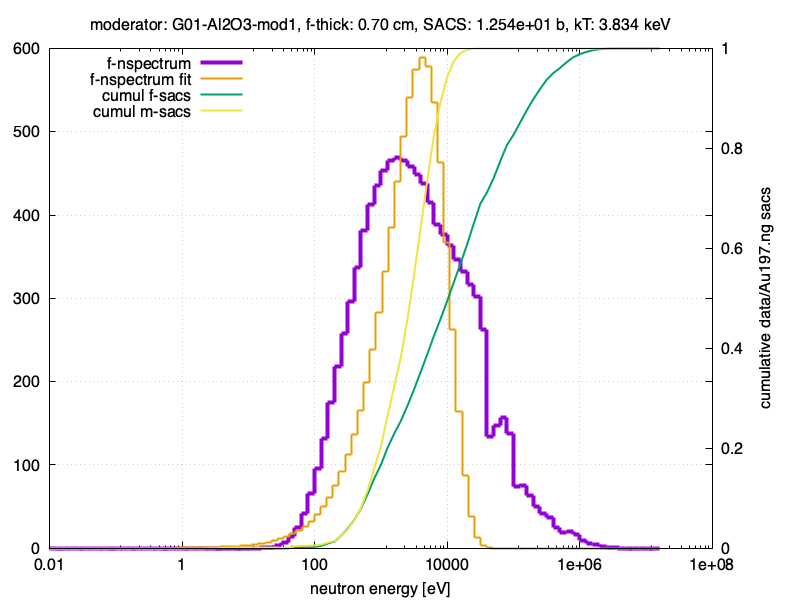 moderator: G01-Al2O3-mod1, f-thick: 0.70 cm, SACS: 1.254e+01 b, kT: 3.834 keV
f-nspectrum
f-nspectrum fit
cumul f-sacs
cumul m-sacs
600
500
400
300
200
100
0
1
0.8
0.6
0.4
0.2
0
cumulative data/Au197.ng sacs
0.01
1
100
10000
1e+06
1e+08
neutron energy [eV]